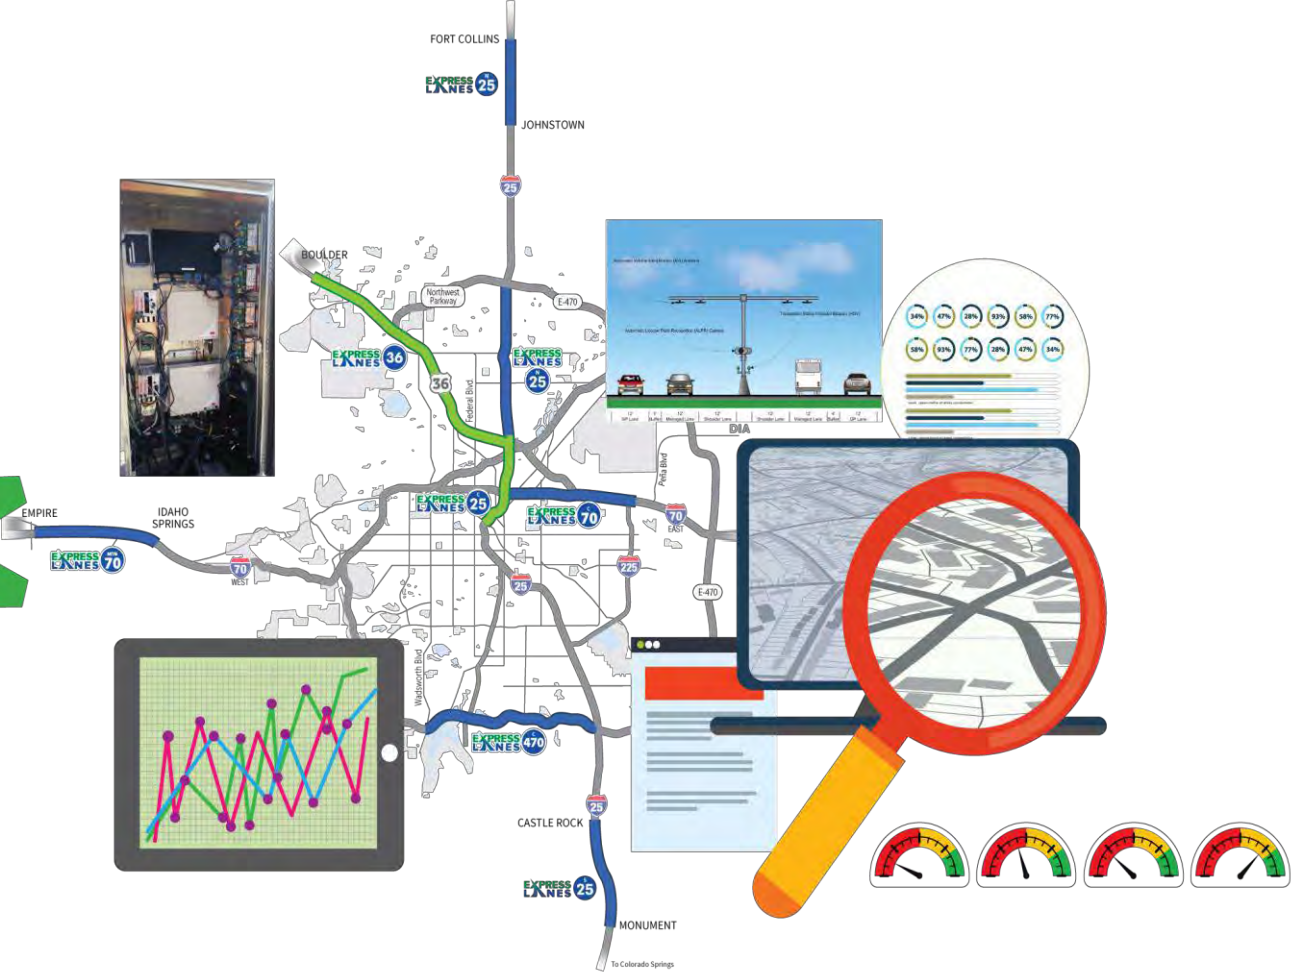 FORT COLLINS
EXPRESS
LANES
N
25
JOHNSTOWN
25
BOULDER
Northwest
Parkway
E-470
EXPRESS
LANES
36
EXPRESS
LANES
N
25
36
Federal Blvd.
34%
47%
28%
93%
58%
77%
58%
93%
77%
28%
47%
34%
DIA
Peña Blvd
EXPRESS
LANES
C
25
EXPRESS
LANES
C
70
70
EAST
EMPIRE
IDAHO
SPRINGS
EXPRESS
LANES
MTN
70
70
WEST
25
225
E-470
Wadsworth Blvd
EXPRESS
LANES
C
470
25
CASTLE ROCK
EXPRESS
LANES
S
25
MONUMENT
To Colorado Springs